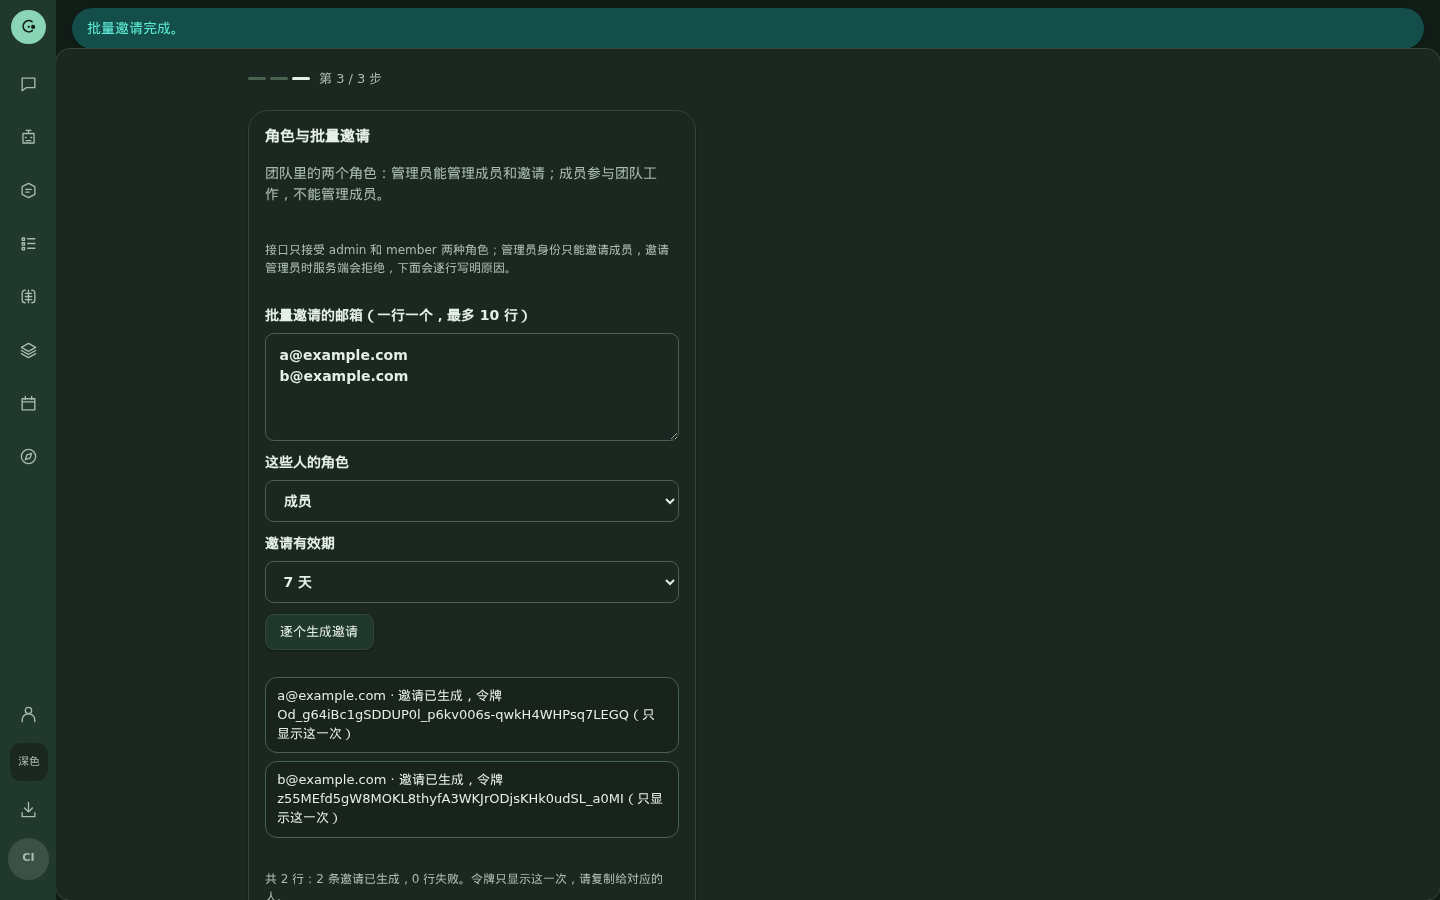 批量邀请完成。
第 3 / 3 步
角色与批量邀请
团队里的两个角色：管理员能管理成员和邀请；成员参与团队工
作，不能管理成员。
接口只接受 admin 和 member 两种角色；管理员身份只能邀请成员，邀请
管理员时服务端会拒绝，下面会逐行写明原因。
批量邀请的邮箱（一行一个，最多 10 行）
a@example.com
b@example.com
这些人的角色
成员
邀请有效期
7 天
逐个生成邀请
a@example.com · 邀请已生成，令牌
Od_g64iBc1gSDDUP0l_p6kv006s-qwkH4WHPsq7LEGQ（只
显示这一次）
b@example.com · 邀请已生成，令牌
z55MEfd5gW8MOKL8thyfA3WKJrODjsKHk0udSL_a0MI（只显
示这一次）
共 2 行：2 条邀请已生成，0 行失败。令牌只显示这一次，请复制给对应的
人。
深色
CI